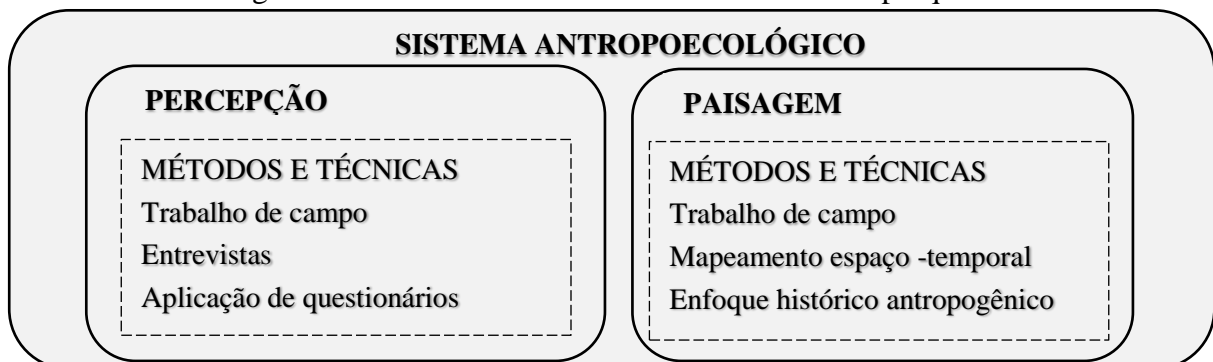 SISTEMA ANTROPOECOLÓGICO
PERCEPÇÃO
MÉTODOS E TÉCNICAS
Trabalho de campo
Entrevistas
Aplicação de questionários
PAISAGEM
MÉTODOS E TÉCNICAS
Trabalho de campo
Mapeamento espaço -temporal
Enfoque histórico antropogênico